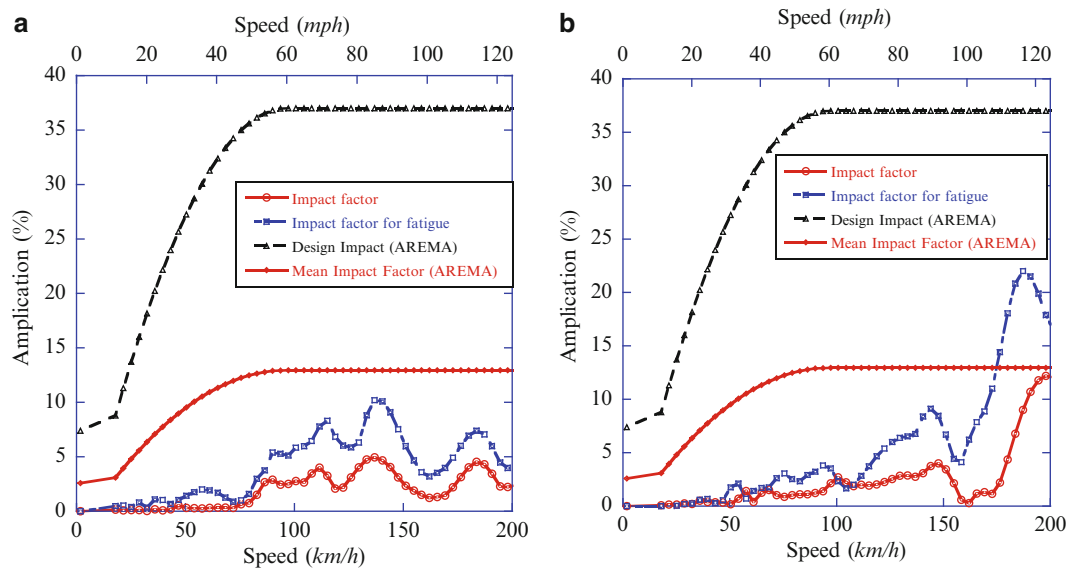 a
Speed (mph)
0 20 40 60 80 100 120
40
35
30
25
20
15
10
5
0
Amplication (%)
Impact factor
Impact factor for fatigue
Design Impact (AREMA)
Mean Impact Factor (AREMA)
0 50 100 150 200
Speed (km/h)
b
Speed (mph)
0 20 40 60 80 100 120
40
35
30
25
20
15
10
5
0
Amplication (%)
Impact factor
Impact factor for fatigue
Design Impact (AREMA)
Mean Impact Factor (AREMA)
0 50 100 150 200
Speed (km/h)